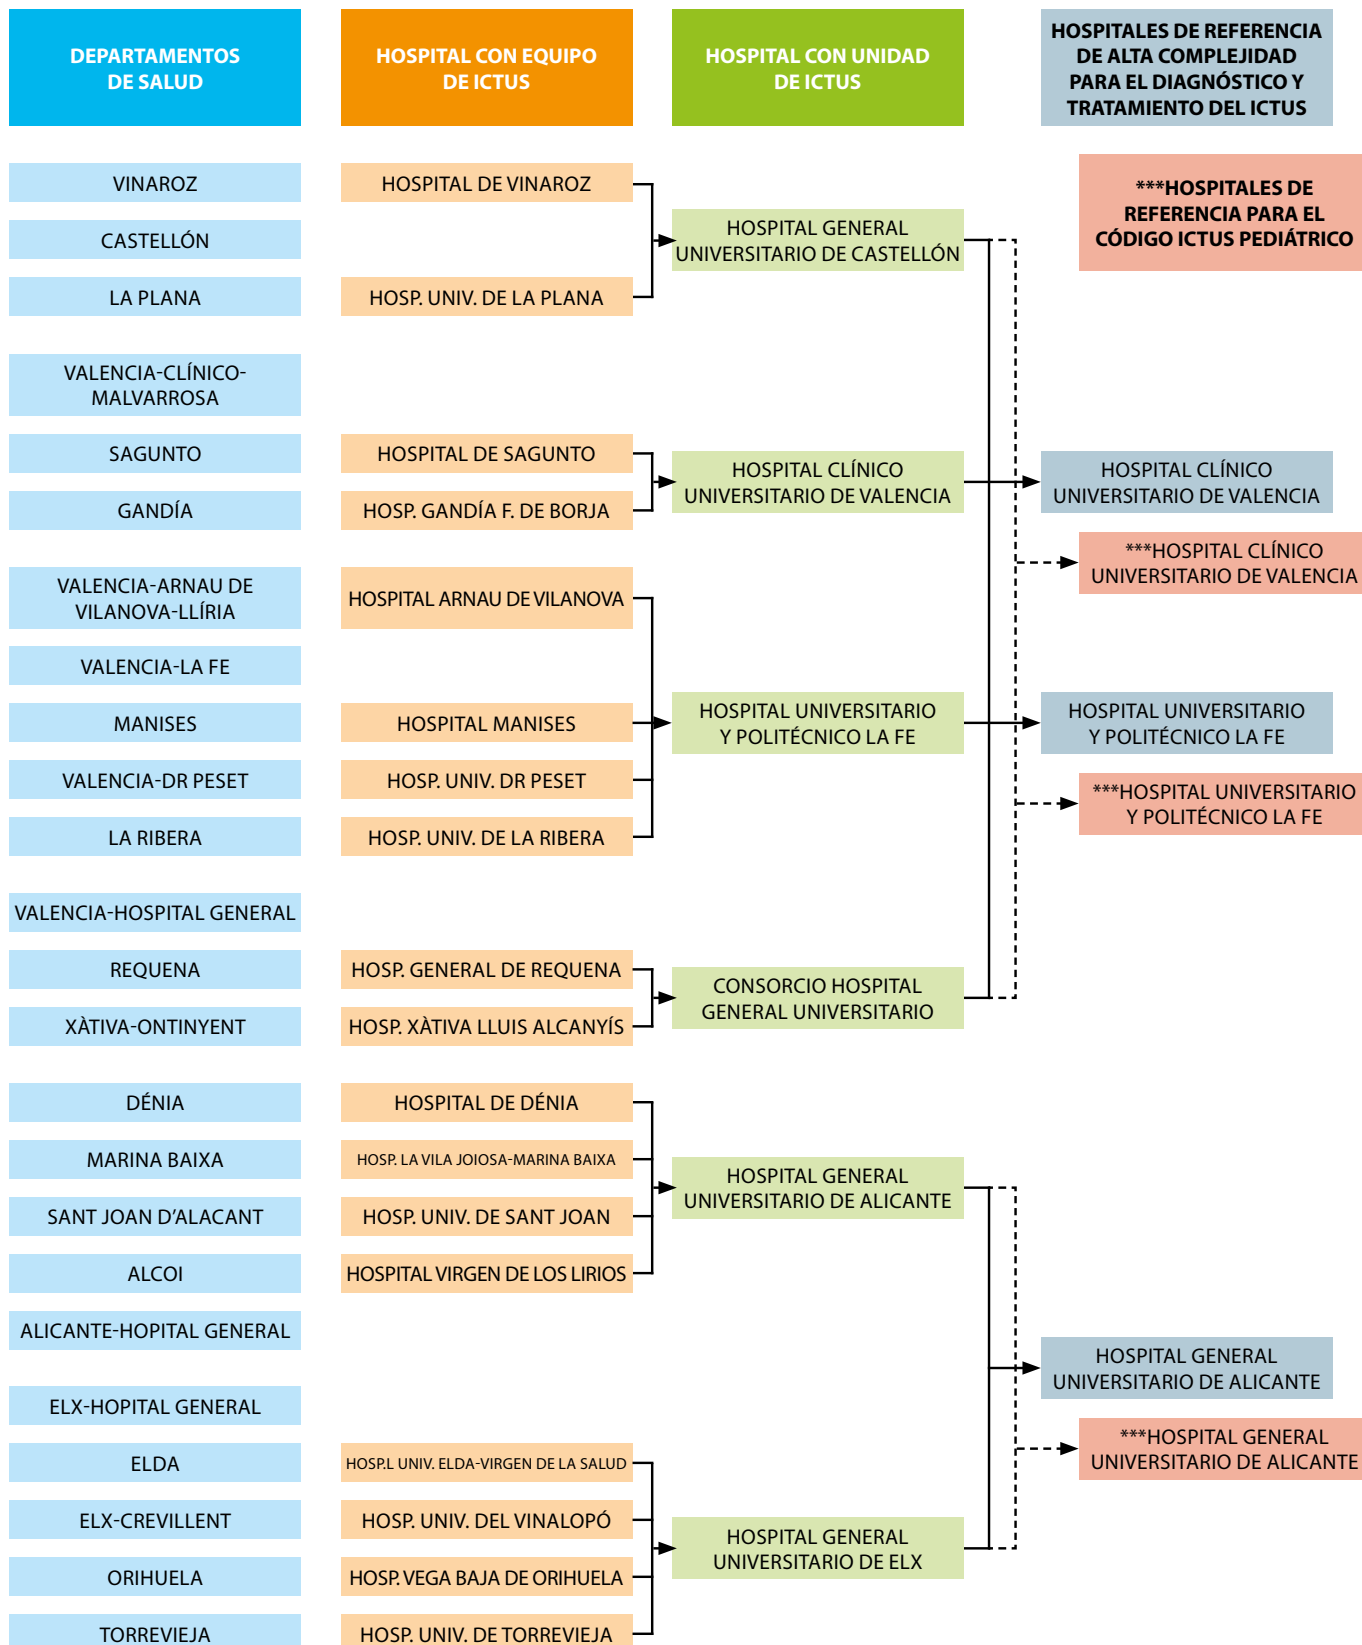 DEPARTAMENTOS
DE SALUD
HOSPITAL CON EQUIPO
DE ICTUS
HOSPITAL CON UNIDAD
DE ICTUS
HOSPITALES DE REFERENCIA
DE ALTA COMPLEJIDAD
PARA EL DIAGNÓSTICO Y
TRATAMIENTO DEL ICTUS
***HOSPITALES DE
REFERENCIA PARA EL
CÓDIGO ICTUS PEDIÁTRICO
VINAROZ
HOSPITAL DE VINAROZ
CASTELLÓN
HOSPITAL GENERAL
UNIVERSITARIO DE CASTELLÓN
LA PLANA
HOSP. UNIV. DE LA PLANA
VALENCIA-CLÍNICO-
MALVARROSA
SAGUNTO
HOSPITAL DE SAGUNTO
HOSPITAL CLÍNICO
UNIVERSITARIO DE VALENCIA
HOSPITAL CLÍNICO
UNIVERSITARIO DE VALENCIA
GANDÍA
HOSP. GANDÍA F. DE BORJA
***HOSPITAL CLÍNICO
UNIVERSITARIO DE VALENCIA
VALENCIA-ARNAU DE
VILANOVA-LLÍRIA
HOSPITAL ARNAU DE VILANOVA
VALENCIA-LA FE
MANISES
HOSPITAL MANISES
HOSPITAL UNIVERSITARIO
Y POLITÉCNICO LA FE
HOSPITAL UNIVERSITARIO
Y POLITÉCNICO LA FE
VALENCIA-DR PESET
HOSP. UNIV. DR PESET
***HOSPITAL UNIVERSITARIO
Y POLITÉCNICO LA FE
LA RIBERA
HOSP. UNIV. DE LA RIBERA
VALENCIA-HOSPITAL GENERAL
REQUENA
HOSP. GENERAL DE REQUENA
CONSORCIO HOSPITAL
GENERAL UNIVERSITARIO
XÀTIVA-ONTINYENT
HOSP. XÀTIVA LLUIS ALCANYÍS
DÉNIA
HOSPITAL DE DÉNIA
MARINA BAIXA
HOSP. LA VILA JOIOSA-MARINA BAIXA
HOSPITAL GENERAL
UNIVERSITARIO DE ALICANTE
SANT JOAN D'ALACANT
HOSP. UNIV. DE SANT JOAN
ALCOI
HOSPITAL VIRGEN DE LOS LIRIOS
ALICANTE-HOPITAL GENERAL
HOSPITAL GENERAL
UNIVERSITARIO DE ALICANTE
ELX-HOPITAL GENERAL
***HOSPITAL GENERAL
UNIVERSITARIO DE ALICANTE
ELDA
HOSP.L UNIV. ELDA-VIRGEN DE LA SALUD
ELX-CREVILLENT
HOSP. UNIV. DEL VINALOPÓ
HOSPITAL GENERAL
UNIVERSITARIO DE ELX
ORIHUELA
HOSP. VEGA BAJA DE ORIHUELA
TORREVIEJA
HOSP. UNIV. DE TORREVIEJA